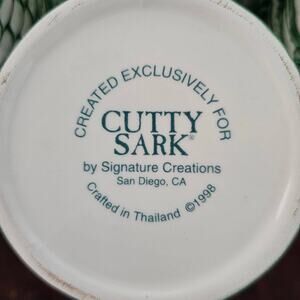 CREATED EXCLUSIVELY FOR
CUTTY
SARK®
by Signature Creations
San Diego, CA
Crafted in Thailand ©1998